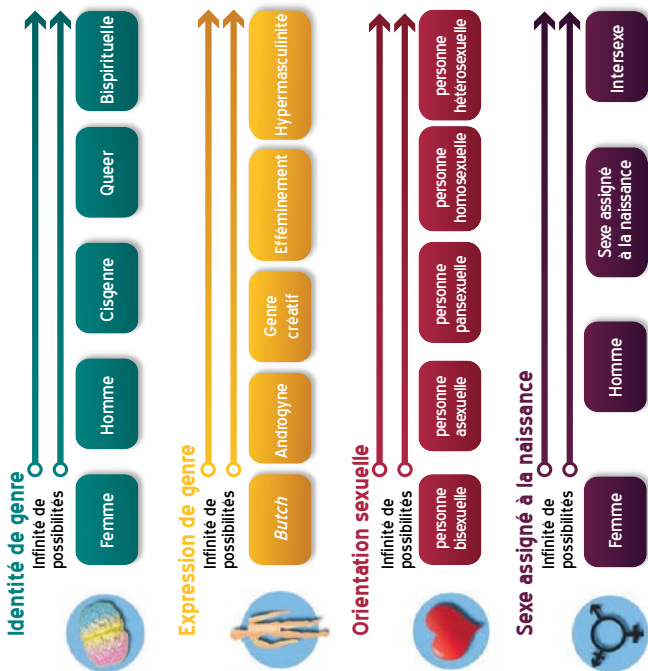 Identité de genre
Infinité de
possibilités
Femme
Homme
Cisgenre
Queer
Bispirituelle
Expression de genre
Infinité de
possibilités
Butch
Androgyne
Genre
créatif
Efféminement
Hypermasculinité
Orientation sexuelle
Infinité de
possibilités
personne
bisexuelle
personne
asexuelle
personne
pansexuelle
personne
homosexuelle
personne
hétérosexuelle
Sexe assigné à la naissance
Infinité de
possibilités
Femme
Homme
Sexe assigné
à la naissance
Intersexe